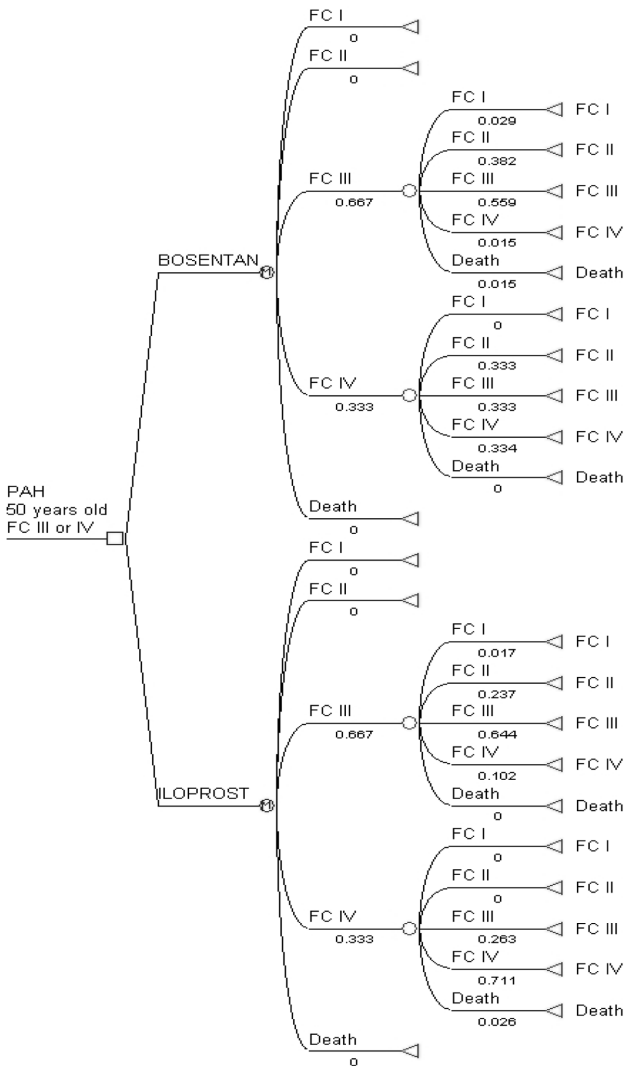 FC I
0
FC II
0
FC I
0.029
FC I
FC II
0.382
FC II
FC III
0.667
FC III
0.559
FC III
FC IV
0.015
FC IV
Death
0.015
Death
BOSENTAN
M
FC I
0
FC I
FC II
0.333
FC II
FC IV
0.333
FC III
0.333
FC III
FC IV
0.334
FC IV
Death
0
Death
Death
0
PAH
50 years old
FC III or IV
FC I
0
FC II
0
FC I
0.017
FC I
FC II
0.237
FC II
FC III
0.667
FC III
0.644
FC III
FC IV
0.102
FC IV
Death
0
Death
ILOPROST
M
FC I
0
FC I
FC II
0
FC II
FC IV
0.333
FC III
0.263
FC III
FC IV
0.711
FC IV
Death
0.026
Death
Death
0